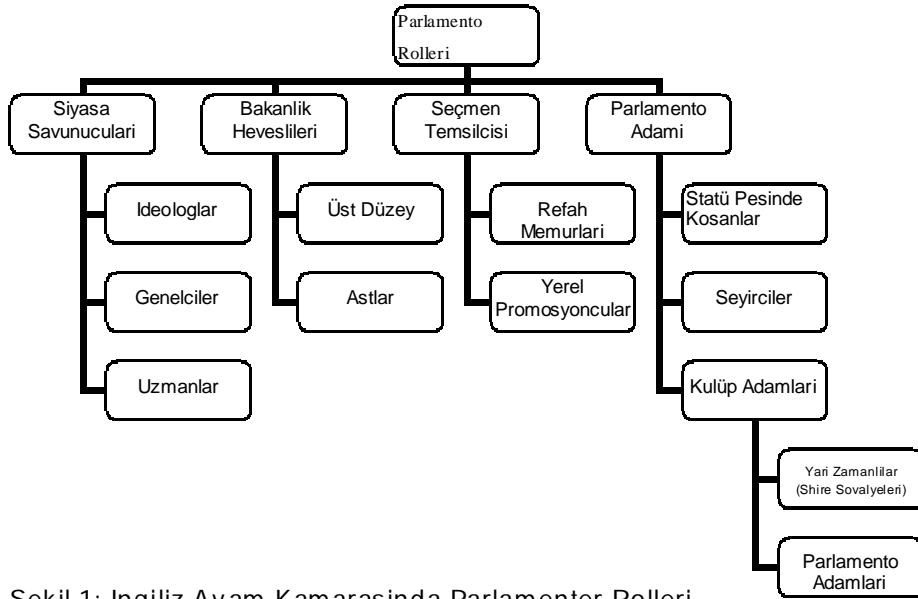 Parlamento
Rolleri
Siyasa
Savunuculari
Bakanlik
Heveslileri
Seçmen
Temsilcisi
Parlamento
Adami
Ideologlar
Üst Düzey
Refah
Memurlari
Statü Pesinde
Kosanlar
Genelciler
Astlar
Yerel
Promosyoncular
Seyirciler
Uzmanlar
Kulüp Adamlari
Yari Zamanlilar
(Shire Sovalyeleri)
Parlamento
Adamlari
Sekil 1: Ingiliz Avam Kamarasinda Parlamenter Rolleri